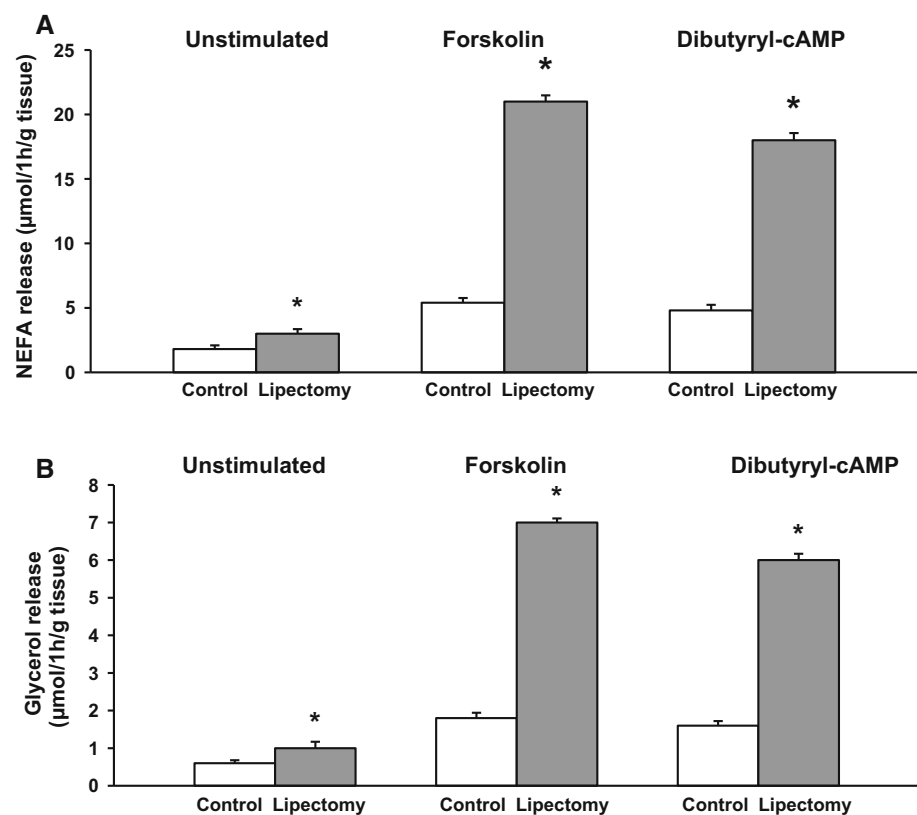 A
Unstimulated Forskolin Dibutyryl-cAMP
NEFA release (µmol/1h/g tissue)
25
20
15
10
5
0
* * *
Control Lipectomy Control Lipectomy Control Lipectomy
B
Unstimulated Forskolin Dibutyryl-cAMP
Glycerol release
(µmol/1h/g tissue)
8
7
6
5
4
3
2
1
0
* * *
Control Lipectomy Control Lipectomy Control Lipectomy